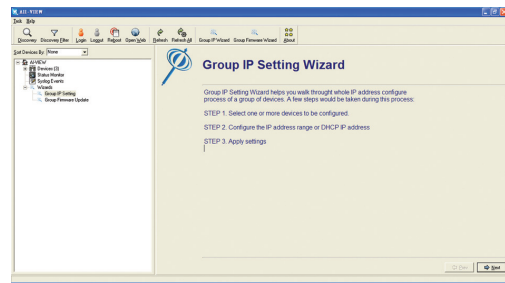 AII-VIEW
Task Help
Discovery Discovery Filter Login Logout Reboot Open Web Refresh Refresh All Group IP Wizard Group Firmware Wizard About
Sort Devices By: None
AI-VIEW
Devices (3)
Status Monitor
Syslog Events
Wizards
Group IP Setting
Group Firmware Update
Group IP Setting Wizard
Group IP Setting Wizard helps you walk throught whole IP address configure
process of a group of devices. A few steps would be taken during this process:
STEP 1. Select one or more devices to be configured.
STEP 2. Configure the IP address range or DHCP IP address
STEP 3. Apply settings
Prev Next